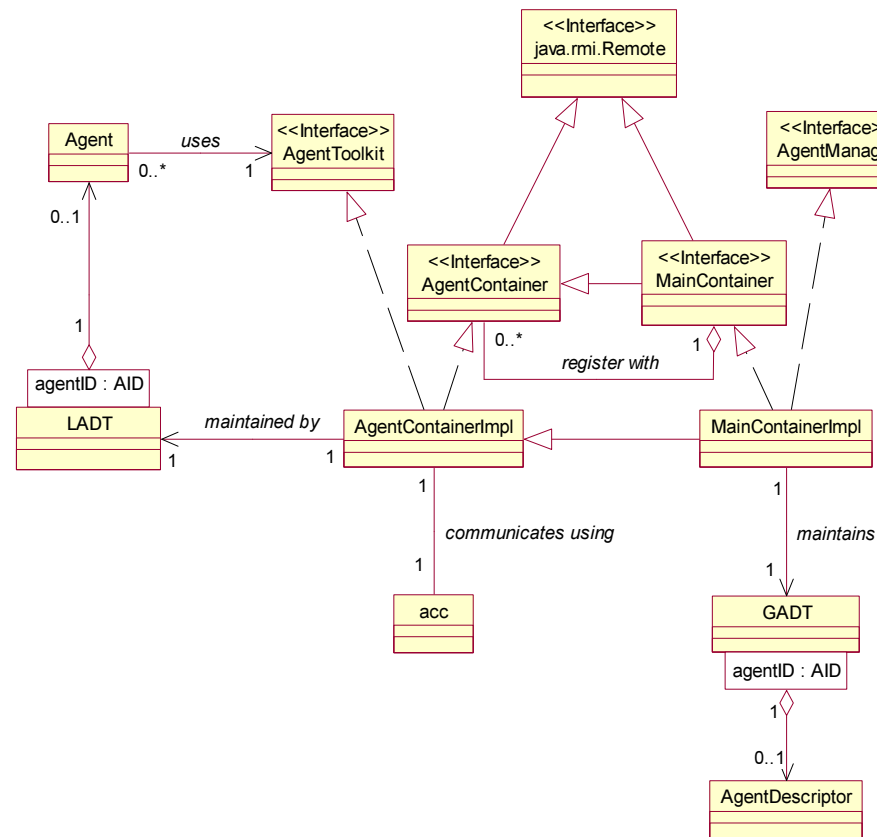 <<Interface>>
java.rmi.Remote
Agent
uses
0..*
1
<<Interface>>
AgentToolkit
<<Interface>>
AgentManag
0..1
1
<<Interface>>
AgentContainer
<<Interface>>
MainContainer
0..*
1
register with
agentID : AID
LADT
maintained by
1
1
AgentContainerImpl
MainContainerImpl
1
communicates using
1
acc
1
maintains
1
GADT
agentID : AID
1
0..1
AgentDescriptor